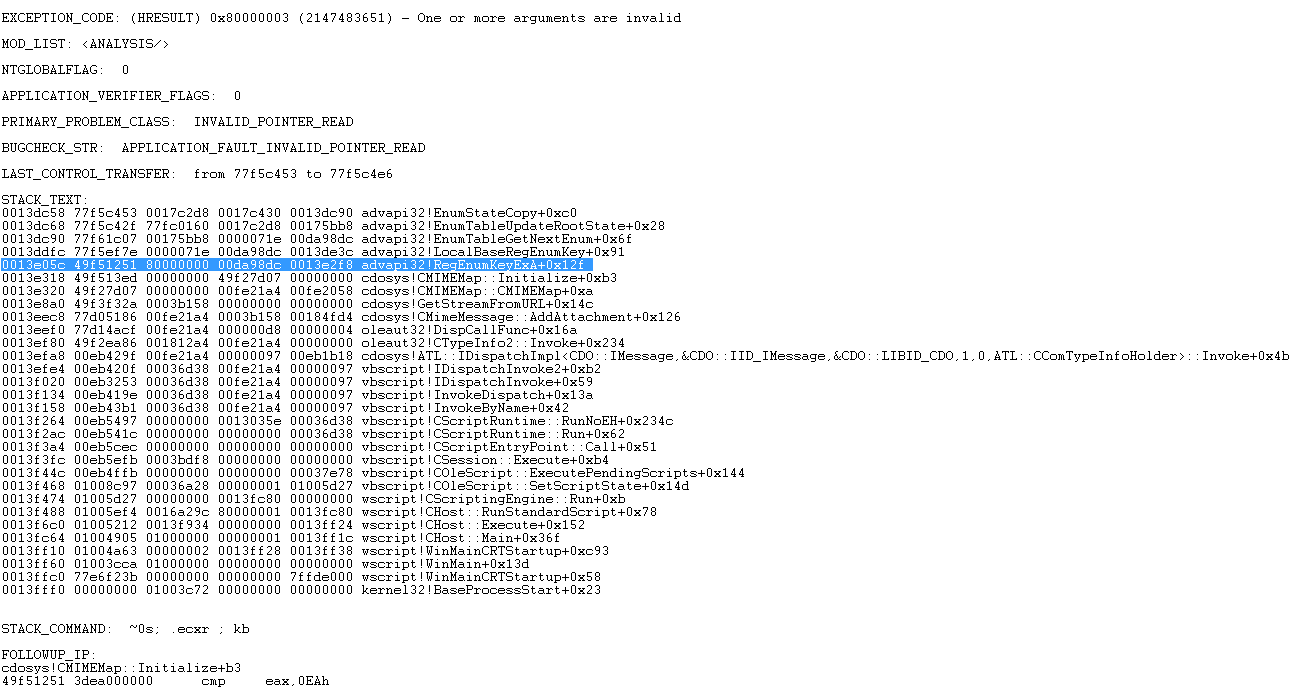 EXCEPTION_CODE: (HRESULT) 0x80000003 (2147483651) - One or more arguments are invalid
MOD_LIST: <ANALYSIS/>
NTGLOBALFLAG:  0
APPLICATION_VERIFIER_FLAGS:  0
PRIMARY_PROBLEM_CLASS:  INVALID_POINTER_READ
BUGCHECK_STR:  APPLICATION_FAULT_INVALID_POINTER_READ
LAST_CONTROL_TRANSFER:  from 77f5c453 to 77f5c4e6
STACK_TEXT:
0013dc58 77f5c453 0017c2d8 0017c430 0013dc90 advapi32!EnumStateCopy+0xc0
0013dc68 77f5c42f 77fc0160 0017c2d8 00175bb8 advapi32!EnumTableUpdateRootState+0x28
0013dc90 77f61c07 00175bb8 0000071e 00da98dc advapi32!EnumTableGetNextEnum+0x6f
0013ddfc 77f5ef7e 0000071e 00da98dc 0013de3c advapi32!LocalBaseRegEnumKey+0x91
0013e05c 49f51251 80000000 00da98dc 0013e2f8 advapi32!RegEnumKeyExA+0x12f
0013e318 49f513ed 00000000 49f27d07 00000000 cdosys!CMIMEMap::Initialize+0xb3
0013e320 49f27d07 00000000 00fe21a4 00fe2058 cdosys!CMIMEMap::CMIMEMap+0xa
0013e8a0 49f3f32a 0003b158 00000000 00000000 cdosys!GetStreamFromURL+0x14c
0013eec8 77d05186 00fe21a4 0003b158 00184fd4 cdosys!CMimeMessage::AddAttachment+0x126
0013eef0 77d14acf 00fe21a4 000000d8 00000004 oleaut32!DispCallFunc+0x16a
0013ef80 49f2ea86 001812a4 00fe21a4 00000000 oleaut32!CTypeInfo2::Invoke+0x234
0013efa8 00eb429f 00fe21a4 00000097 00eb1b18 cdosys!ATL::IDispatchImpl<CDO::IMessage,&CDO::IID_IMessage,&CDO::LIBID_CDO,1,0,ATL::CComTypeInfoHolder>::Invoke+0x4b
0013efe4 00eb420f 00036d38 00fe21a4 00000097 vbscript!IDispatchInvoke2+0xb2
0013f020 00eb3253 00036d38 00fe21a4 00000097 vbscript!IDispatchInvoke+0x59
0013f134 00eb419e 00036d38 00fe21a4 00000097 vbscript!InvokeDispatch+0x13a
0013f158 00eb43b1 00036d38 00fe21a4 00000097 vbscript!InvokeByName+0x42
0013f264 00eb5497 00000000 0013035e 00036d38 vbscript!CScriptRuntime::RunNoEH+0x234c
0013f2ac 00eb541c 00000000 00000000 00036d38 vbscript!CScriptRuntime::Run+0x62
0013f3a4 00eb5cec 00000000 00000000 00000000 vbscript!CScriptEntryPoint::Call+0x51
0013f3fc 00eb5efb 0003bdf8 00000000 00000000 vbscript!CSession::Execute+0xb4
0013f44c 00eb4ffb 00000000 00000000 00037e78 vbscript!COleScript::ExecutePendingScripts+0x144
0013f468 01008c97 00036a28 00000001 01005d27 vbscript!COleScript::SetScriptState+0x14d
0013f474 01005d27 00000000 0013fc80 00000000 wscript!CScriptingEngine::Run+0xb
0013f488 01005ef4 0016a29c 80000001 0013fc80 wscript!CHost::RunStandardScript+0x78
0013f6c0 01005212 0013f934 00000000 0013ff24 wscript!CHost::Execute+0x152
0013fc64 01004905 01000000 00000001 0013ff1c wscript!CHost::Main+0x36f
0013ff10 01004a63 00000002 0013ff28 0013ff38 wscript!WinMainCRTStartup+0xc93
0013ff60 01003cca 01000000 00000000 00000000 wscript!WinMain+0x13d
0013ffc0 77e6f23b 00000000 00000000 7ffde000 wscript!WinMainCRTStartup+0x58
0013fff0 00000000 01003c72 00000000 00000000 kernel32!BaseProcessStart+0x23
STACK_COMMAND:  ~0s; .ecxr ; kb
FOLLOWUP_IP:
cdosys!CMIMEMap::Initialize+b3
49f51251 3dea000000      cmp     eax,0EAh